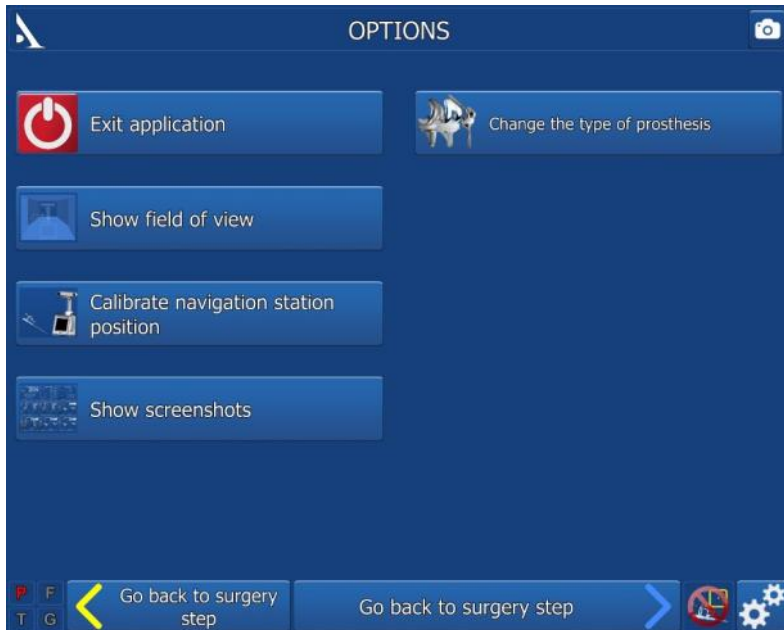 OPTIONS
Exit application
Change the type of prosthesis
Show field of view
Calibrate navigation station
position
Show screenshots
P F
T G
Go back to surgery
step
Go back to surgery step